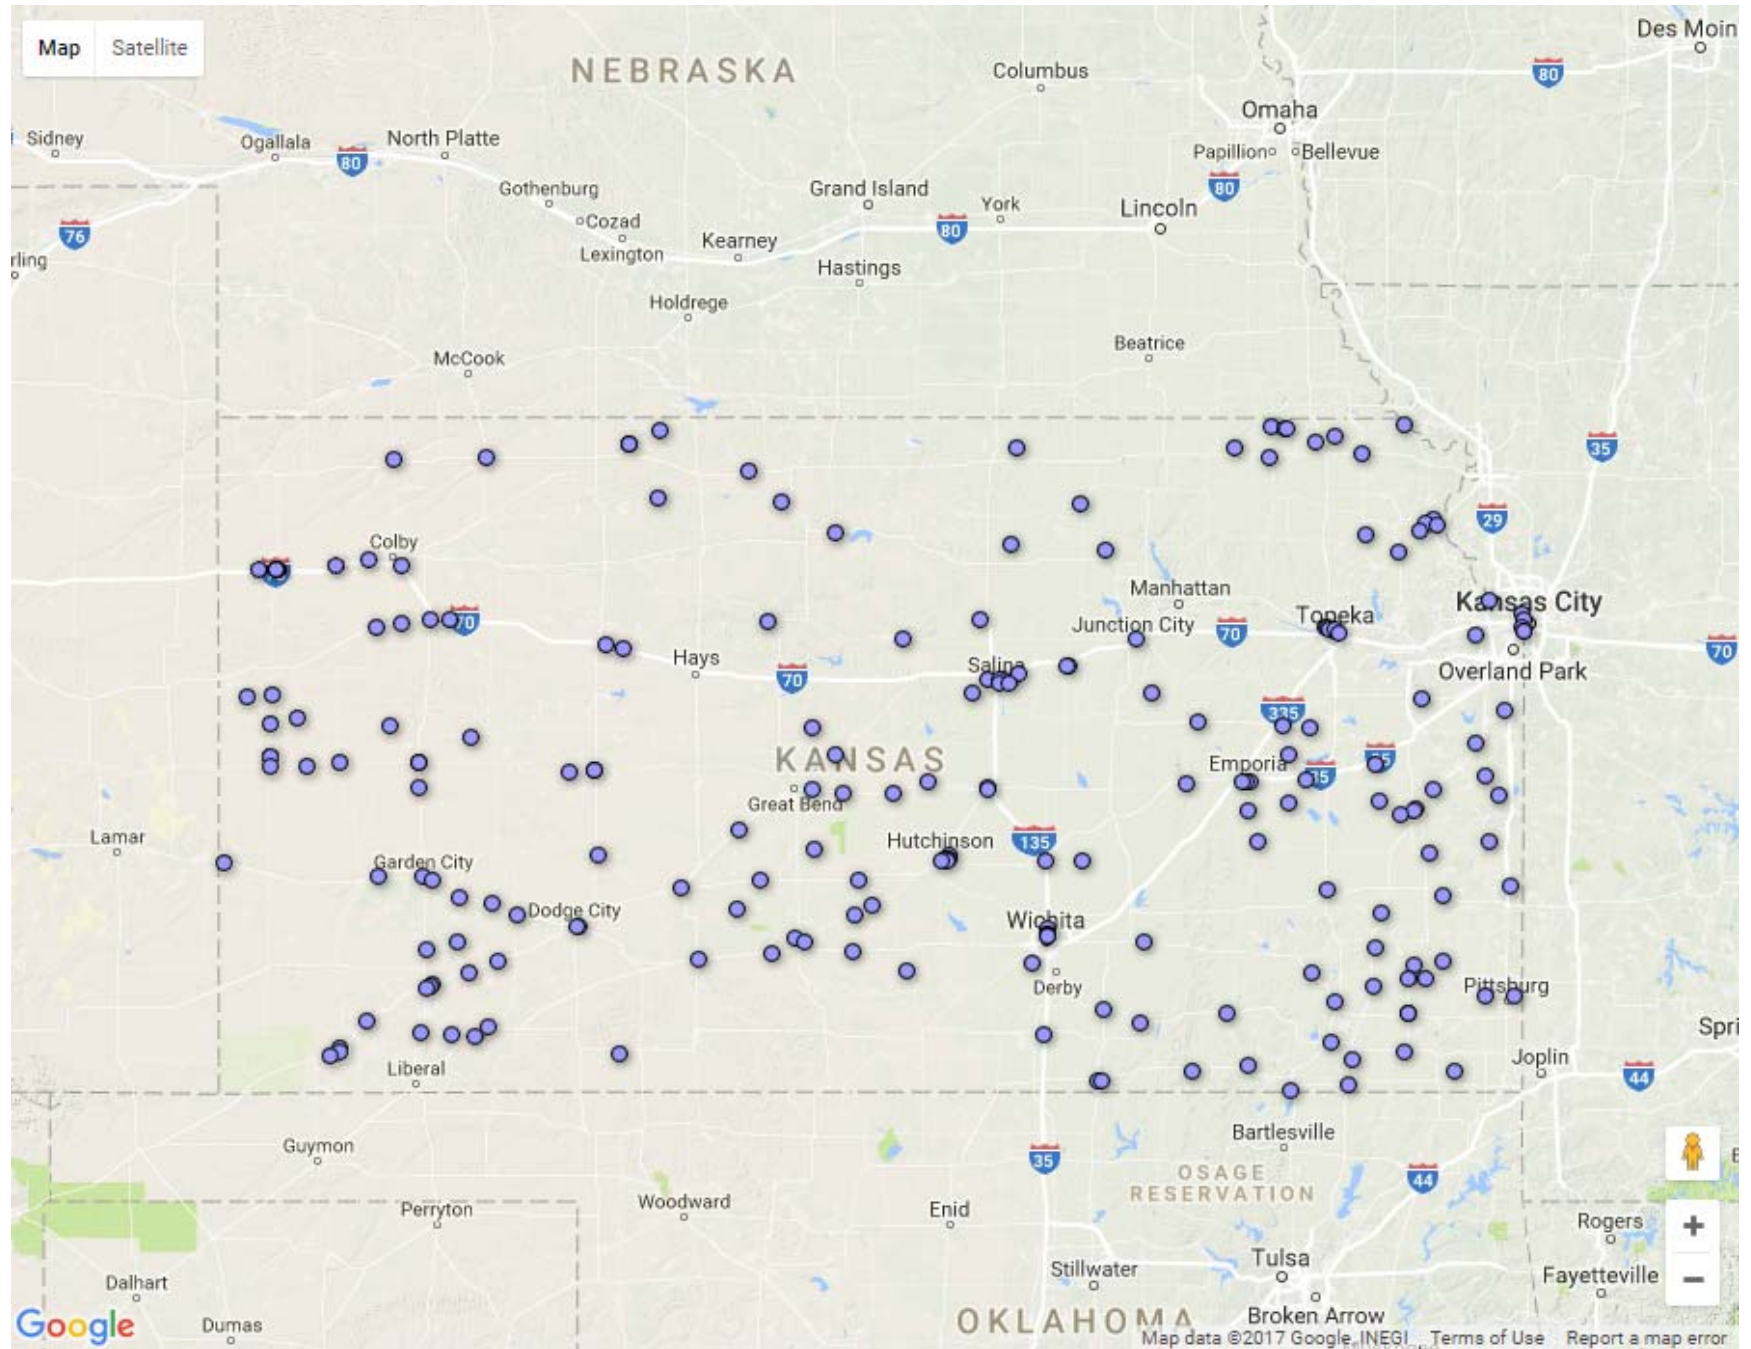 Map Satellite
NEBRASKA
Columbus
Des Moin
80
Omaha
Sidney
Ogallala
80
North Platte
Papillion
Bellevue
Gothenburg
Grand Island
80
Cozad
York
Lincoln
76
Kearney
80
rling
Lexington
Hastings
Holdrege
Beatrice
McCook
35
29
Colby
Manhattan
Kansas City
70
Junction City
70
Topeka
70
Hays
70
Salina
Overland Park
335
KANSAS
Emporia
35
35
Great Bend
Lamar
Hutchinson
135
Garden City
Dodge City
Wichita
Derby
Pittsburg
Spri
Liberal
Joplin
44
Guymon
Bartlesville
35
OSAGE
RESERVATION
44
Perryton
Woodward
Enid
Rogers
+
Dalhart
Stillwater
Tulsa
Fayetteville
−
Google
Dumas
OKLAHOMA
Broken Arrow
Map data ©2017 Google, INEGI Terms of Use Report a map error